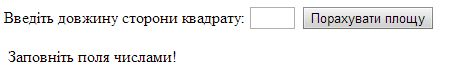 Введіть довжину сторони квадрату: Порахувати площу
Заповніть поля числами!